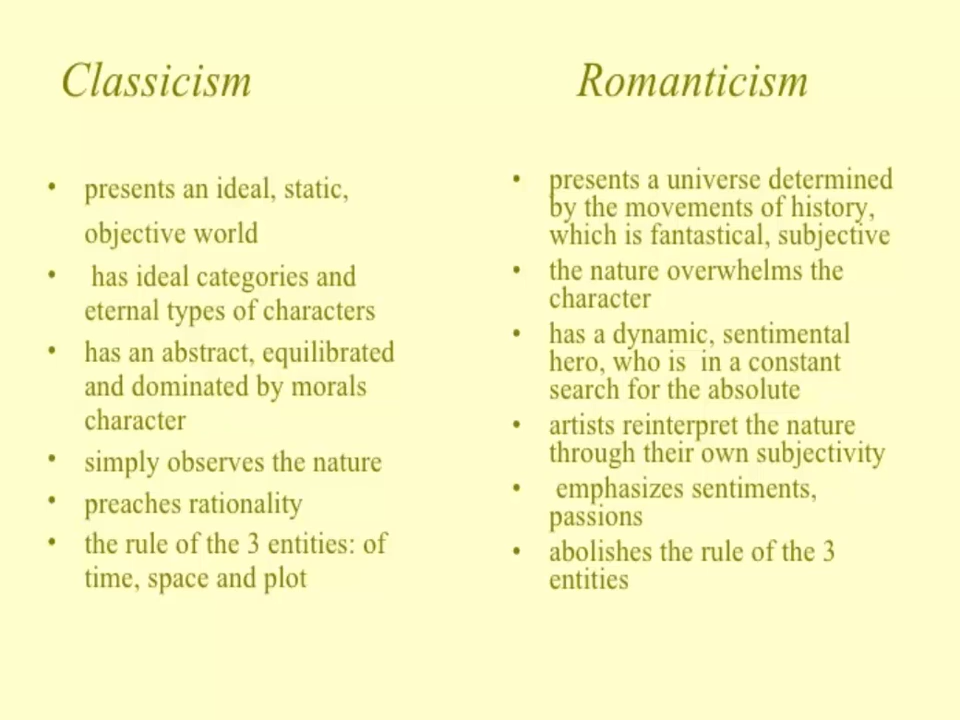 Classicism
• presents an ideal, static,
objective world
• has ideal categories and
eternal types of characters
• has an abstract, equilibrated
and dominated by morals
character
• simply observes the nature
• preaches rationality
• the rule of the 3 entities: of
time, space and plot
Romanticism
• presents a universe determined
by the movements of history,
which is fantastical, subjective
• the nature overwhelms the
character
• has a dynamic, sentimental
hero, who is in a constant
search for the absolute
• artists reinterpret the nature
through their own subjectivity
• emphasizes sentiments,
passions
• abolishes the rule of the 3
entities